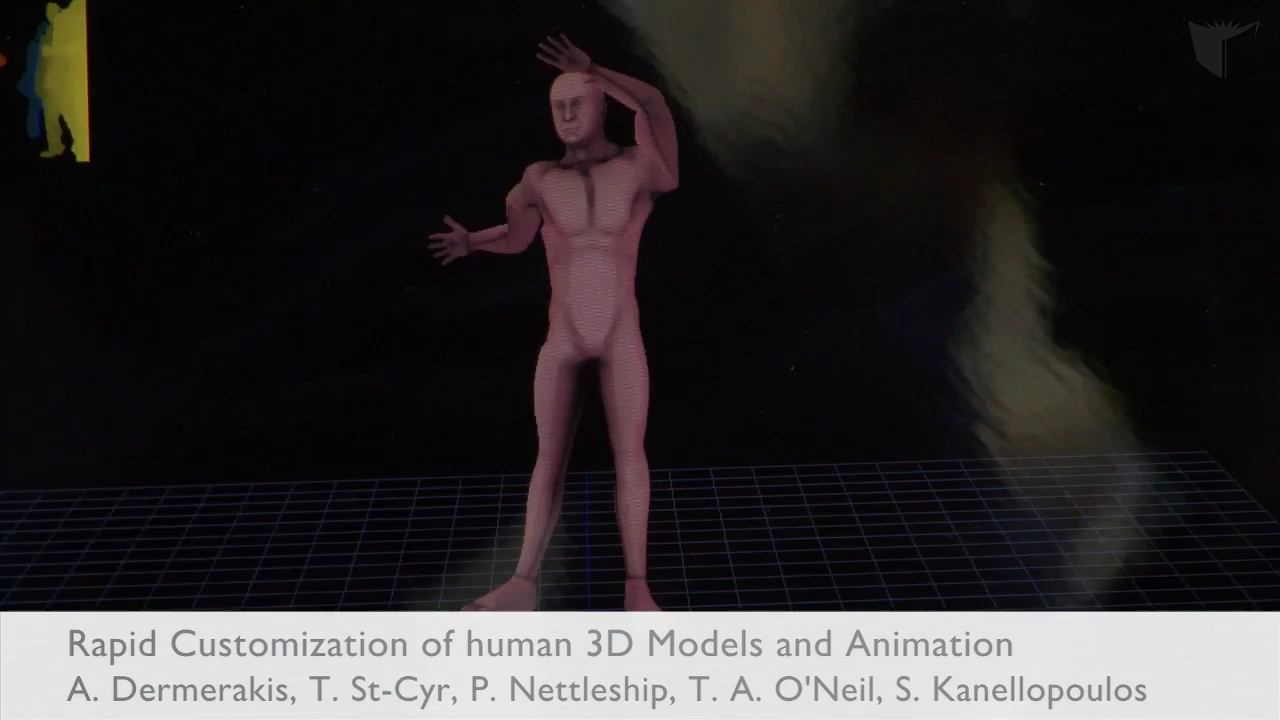 Rapid Customization of human 3D Models and Animation
A. Dermerakis, T. St-Cyr, P. Nettleship, T. A. O'Neil, S. Kanellopoulos